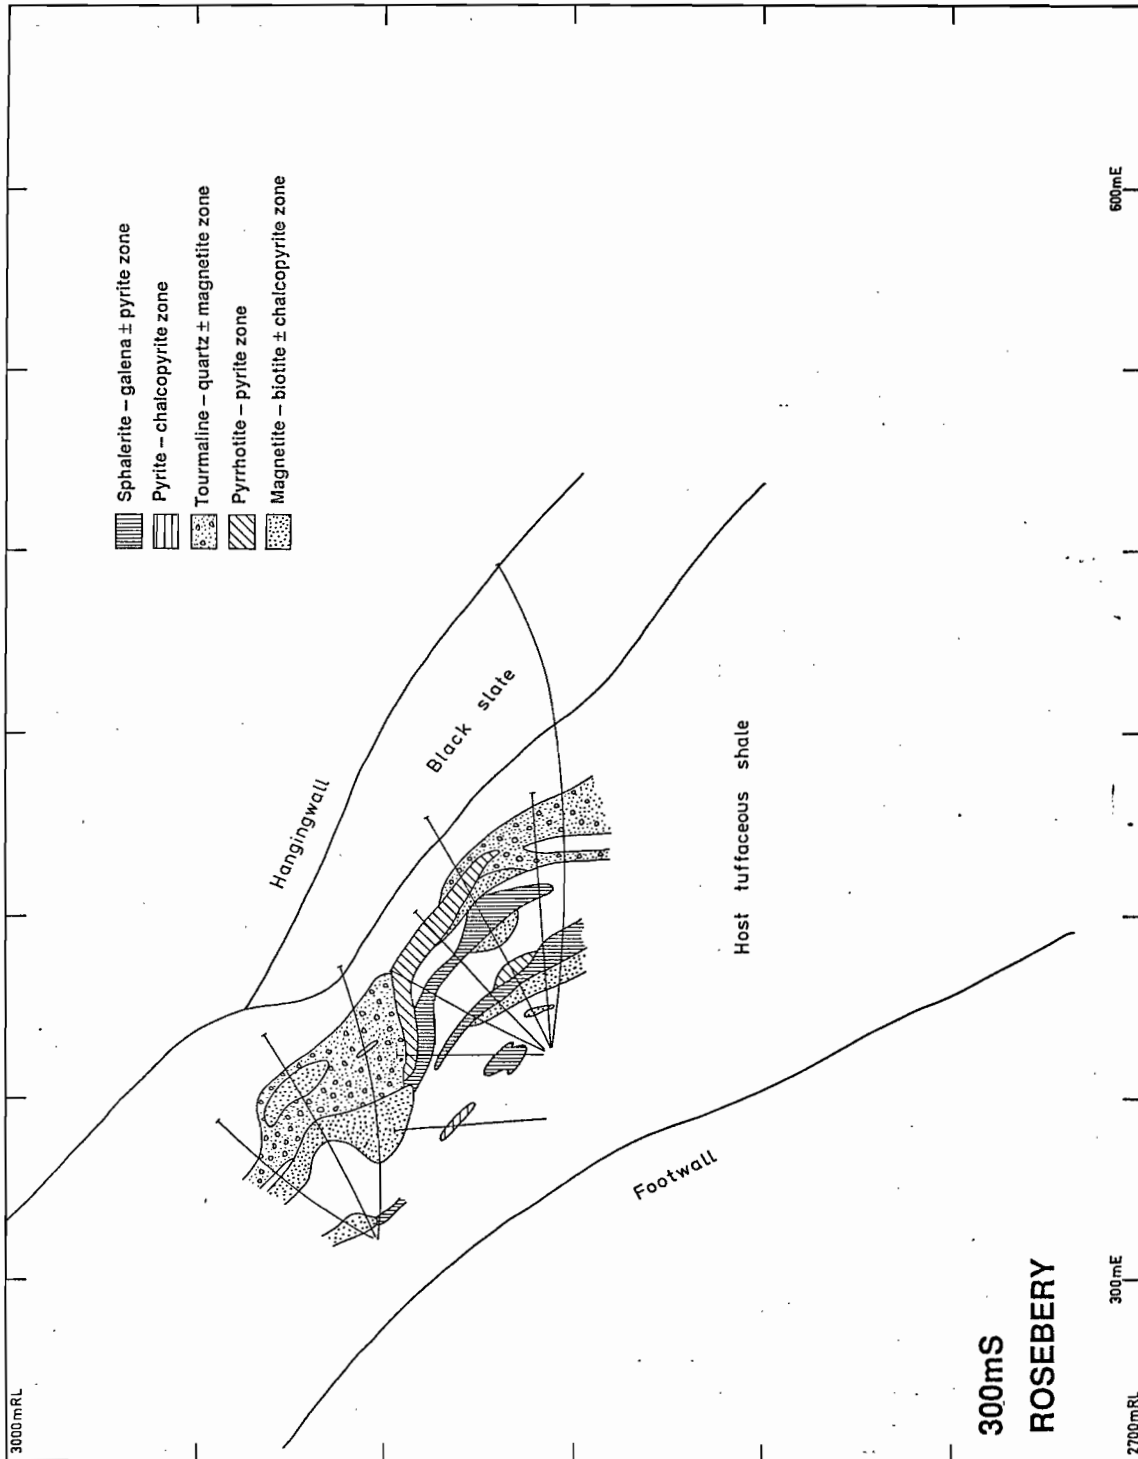 Sphalerite – galena ± pyrite zone
Pyrite – chalcopyrite zone
Tourmaline – quartz ± magnetite zone
Pyrrhotite – pyrite zone
Magnetite – biotite ± chalcopyrite zone
3000mRL
Hangingwall
Black slate
Host tuffaceous shale
Footwall
300mS
ROSEBERY
2700mRL
300mE
600mE